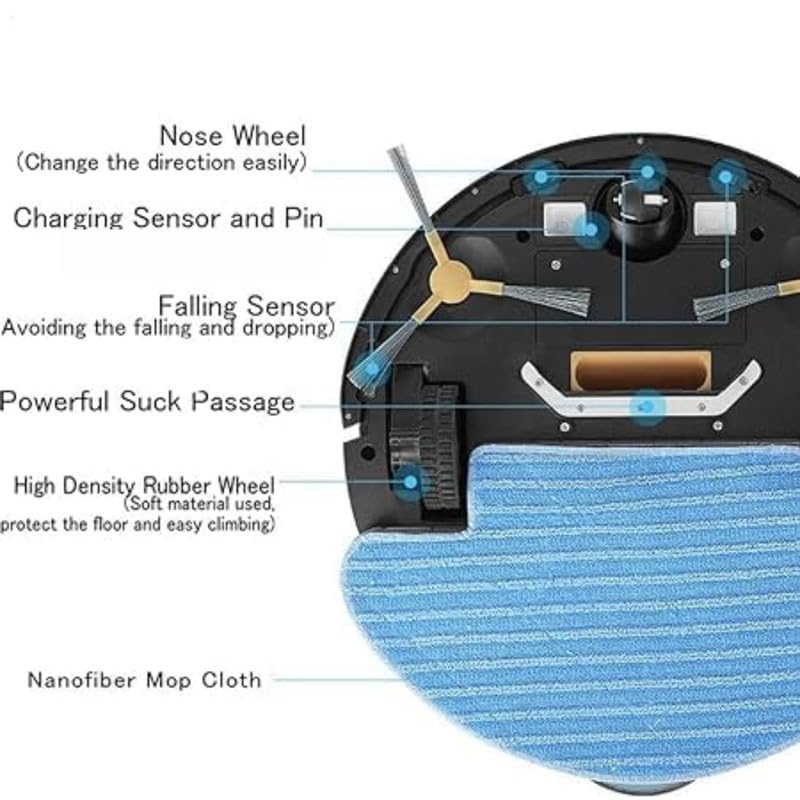 Nose Wheel
(Change the direction easily)
Charging Sensor and Pin
Falling Sensor
Avoiding the falling and dropping)
Powerful Suck Passage
High Density Rubber Wheel
(Soft material used,
protect the floor and easy climbing)
Nanofiber Mop Cloth